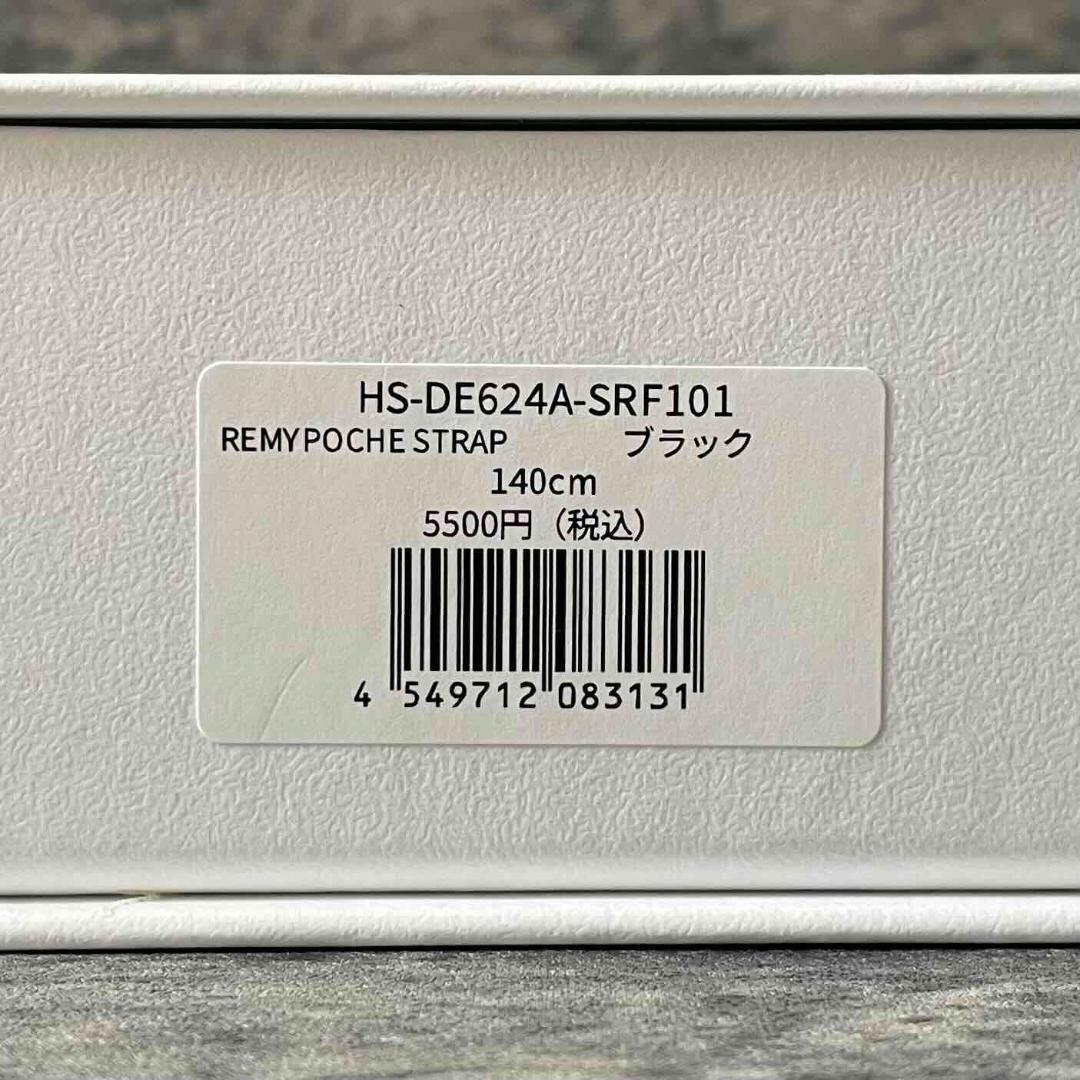 HS-DE624A-SRF101
REMYPOCHE STRAP ブラック
140cm
5500円（税込）
4 549712 083131